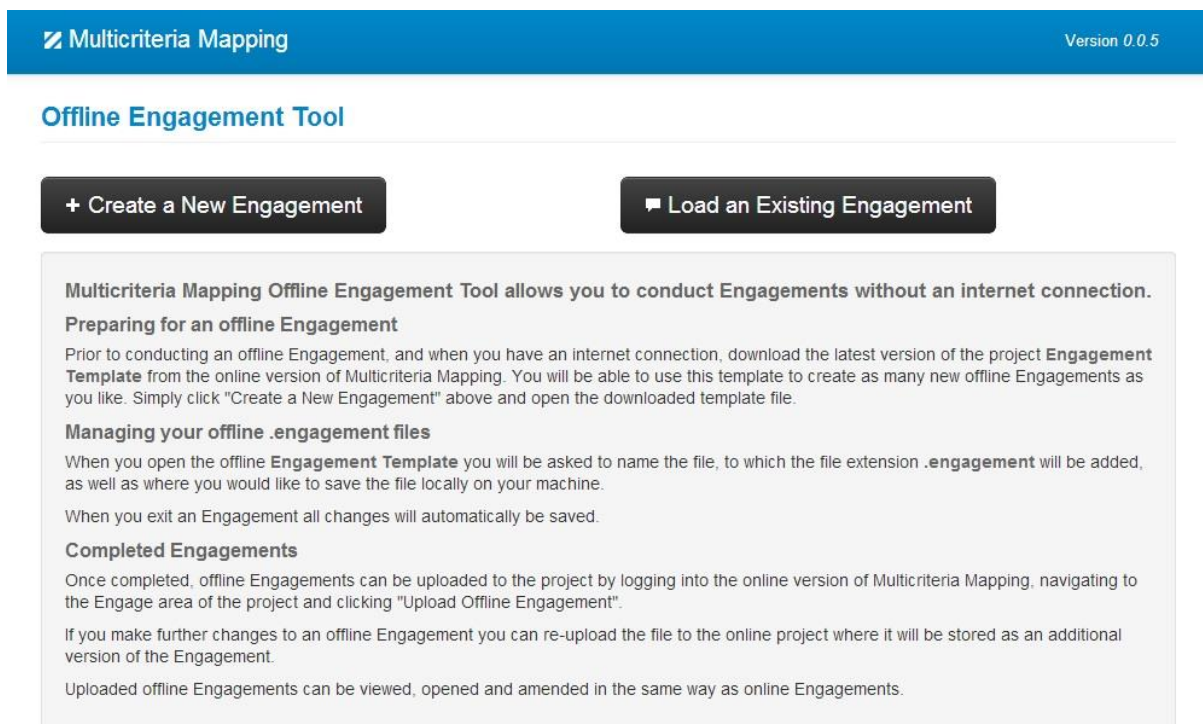 Multicriteria Mapping
Version 0.0.5
Offline Engagement Tool
+ Create a New Engagement
Load an Existing Engagement
Multicriteria Mapping Offline Engagement Tool allows you to conduct Engagements without an internet connection.
Preparing for an offline Engagement
Prior to conducting an offline Engagement, and when you have an internet connection, download the latest version of the project Engagement
Template from the online version of Multicriteria Mapping. You will be able to use this template to create as many new offline Engagements as
you like. Simply click "Create a New Engagement" above and open the downloaded template file.
Managing your offline .engagement files
When you open the offline Engagement Template you will be asked to name the file, to which the file extension .engagement will be added,
as well as where you would like to save the file locally on your machine.
When you exit an Engagement all changes will automatically be saved.
Completed Engagements
Once completed, offline Engagements can be uploaded to the project by logging into the online version of Multicriteria Mapping, navigating to
the Engage area of the project and clicking "Upload Offline Engagement".
If you make further changes to an offline Engagement you can re-upload the file to the online project where it will be stored as an additional
version of the Engagement.
Uploaded offline Engagements can be viewed, opened and amended in the same way as online Engagements.